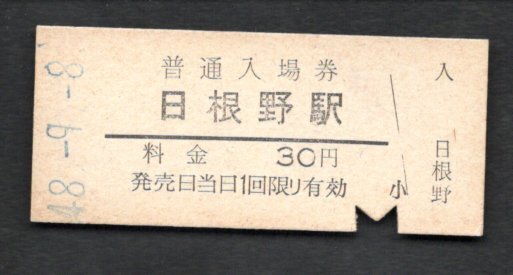 48-9-8
普通入場券
日根野駅
料金 30円
発売日当日1回限り有効
小
入
日根野